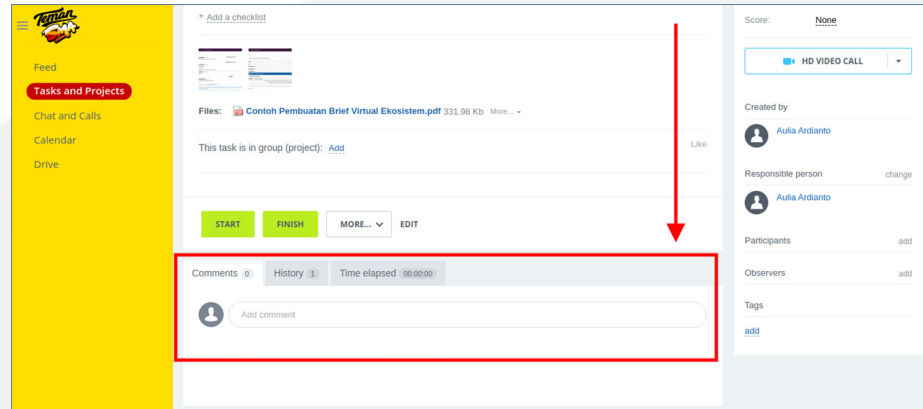 Teman
Feed
Tasks and Projects
Chat and Calls
Calendar
Drive
+ Add a checklist
Files: Contoh Pembuatan Brief Virtual Ekosistem.pdf 331.98 Kb More...
This task is in group (project): Add
Like
START FINISH MORE... EDIT
Comments 0 History 1 Time elapsed 00:00:00
Add comment
Score: None
HD VIDEO CALL
Created by
Aulia Ardianto
Responsible person change
Aulia Ardianto
Participants add
Observers add
Tags
add